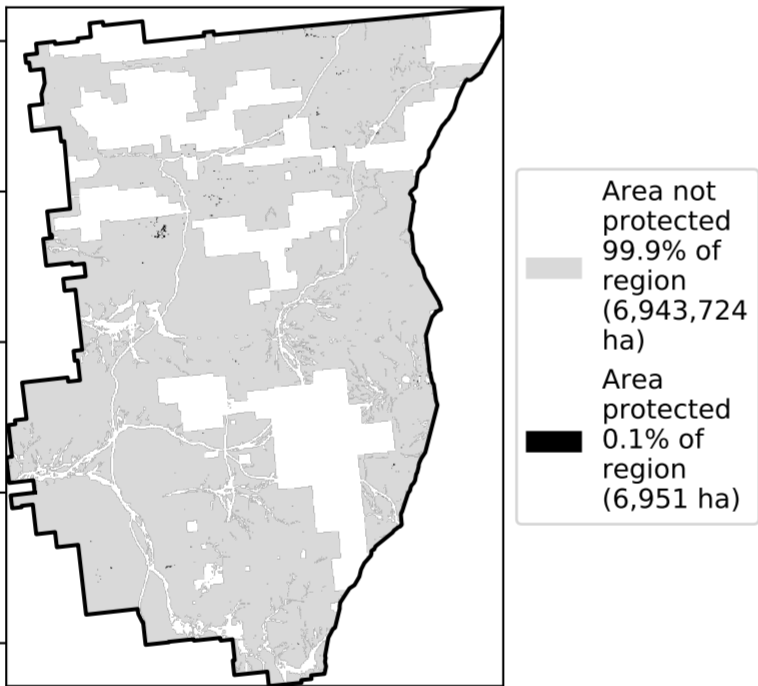 Area not
protected
99.9% of
region
(6,943,724
ha)
Area
protected
0.1% of
region
(6,951 ha)